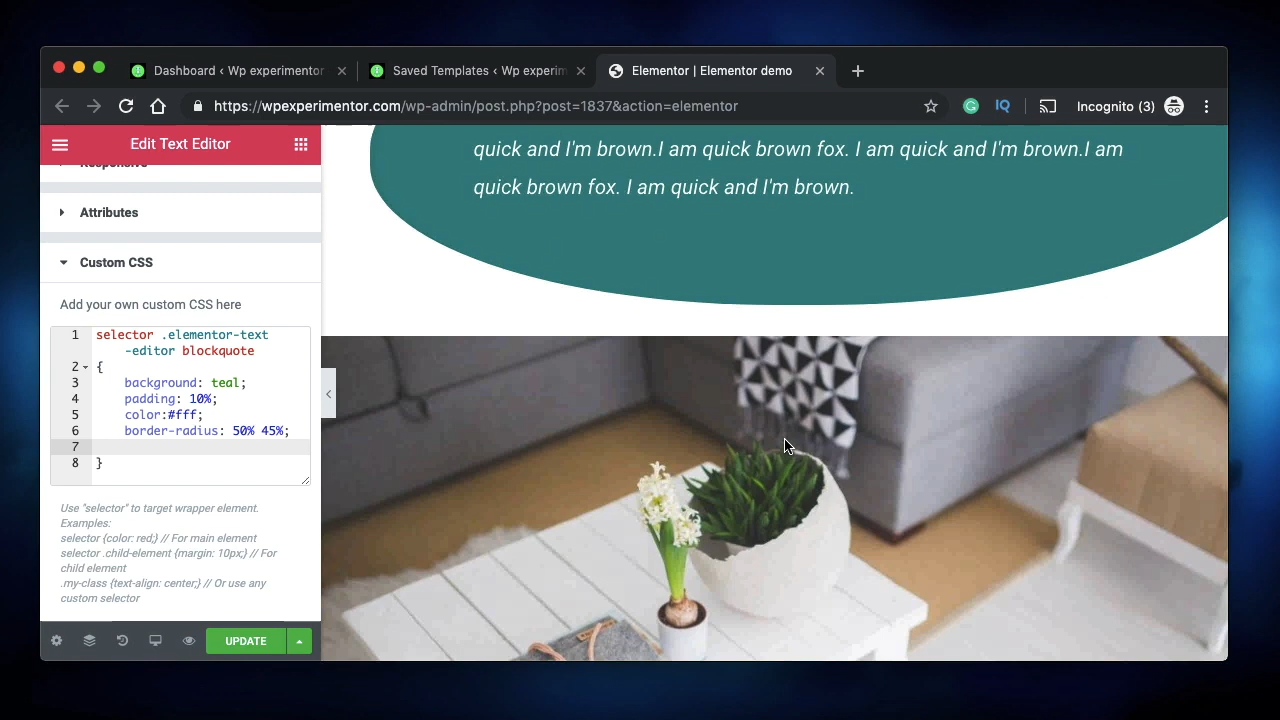 Dashboard ‹ Wp experimentor
Saved Templates ‹ Wp experim
Elementor | Elementor demo
https://wpexperimentor.com/wp-admin/post.php?post=1837&action=elementor
IQ
Incognito (3)
Edit Text Editor
Responsive
Attributes
Custom CSS
Add your own custom CSS here
1 selector .elementor-text
-editor blockquote
2 {
3 background: teal;
4 padding: 10%;
5 color:#fff;
6 border-radius: 50% 45%;
7
8 }
Use "selector" to target wrapper element.
Examples:
selector {color: red;} // For main element
selector .child-element {margin: 10px;} // For
child element
.my-class {text-align: center;} // Or use any
custom selector
UPDATE
quick and I'm brown.I am quick brown fox. I am quick and I'm brown.I am
quick brown fox. I am quick and I'm brown.